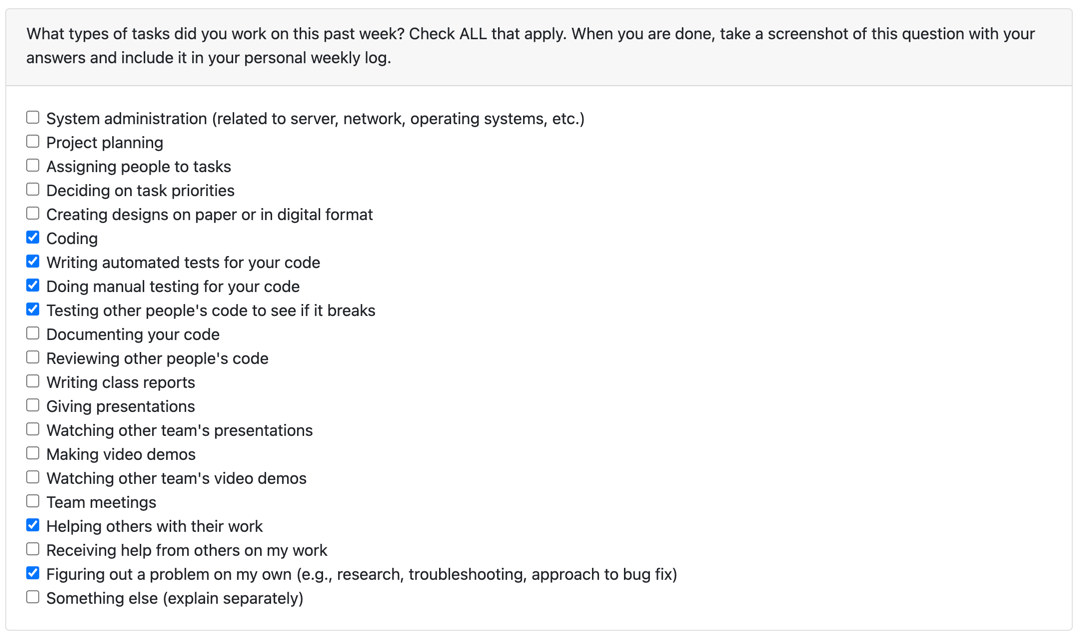 What types of tasks did you work on this past week? Check ALL that apply. When you are done, take a screenshot of this question with your
answers and include it in your personal weekly log.
System administration (related to server, network, operating systems, etc.)
Project planning
Assigning people to tasks
Deciding on task priorities
Creating designs on paper or in digital format
Coding
Writing automated tests for your code
Doing manual testing for your code
Testing other people's code to see if it breaks
Documenting your code
Reviewing other people's code
Writing class reports
Giving presentations
Watching other team's presentations
Making video demos
Watching other team's video demos
Team meetings
Helping others with their work
Receiving help from others on my work
Figuring out a problem on my own (e.g., research, troubleshooting, approach to bug fix)
Something else (explain separately)